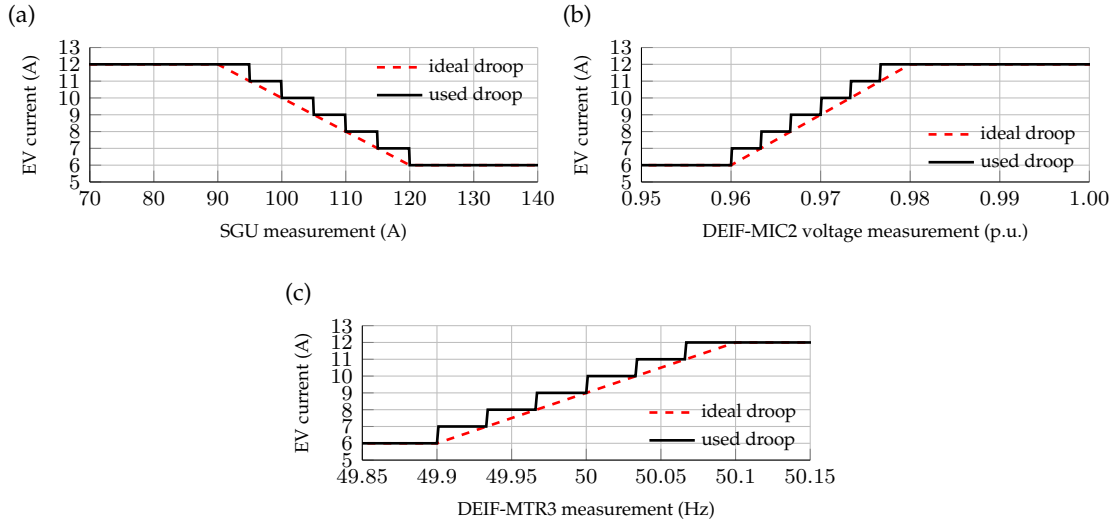 (a)
13
12
11
10
9
8
7
6
5
EV current (A)
ideal droop
used droop
70 80 90 100 110 120 130 140
SGU measurement (A)
(b)
13
12
11
10
9
8
7
6
5
EV current (A)
ideal droop
used droop
0.95 0.96 0.97 0.98 0.99 1.00
DEIF-MIC2 voltage measurement (p.u.)
(c)
13
12
11
10
9
8
7
6
5
EV current (A)
ideal droop
used droop
49.85 49.9 49.95 50 50.05 50.1 50.15
DEIF-MTR3 measurement (Hz)